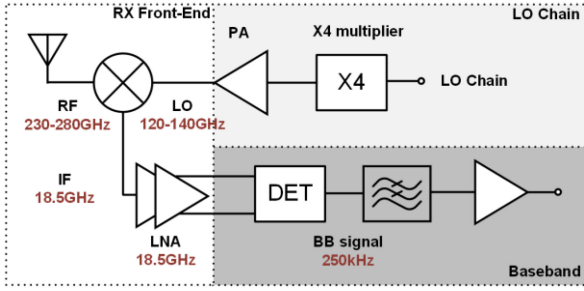 RX Front-End
LO Chain
PA
X4 multiplier
X4
LO Chain
RF
230-280GHz
LO
120-140GHz
IF
18.5GHz
LNA
18.5GHz
DET
BB signal
250kHz
Baseband